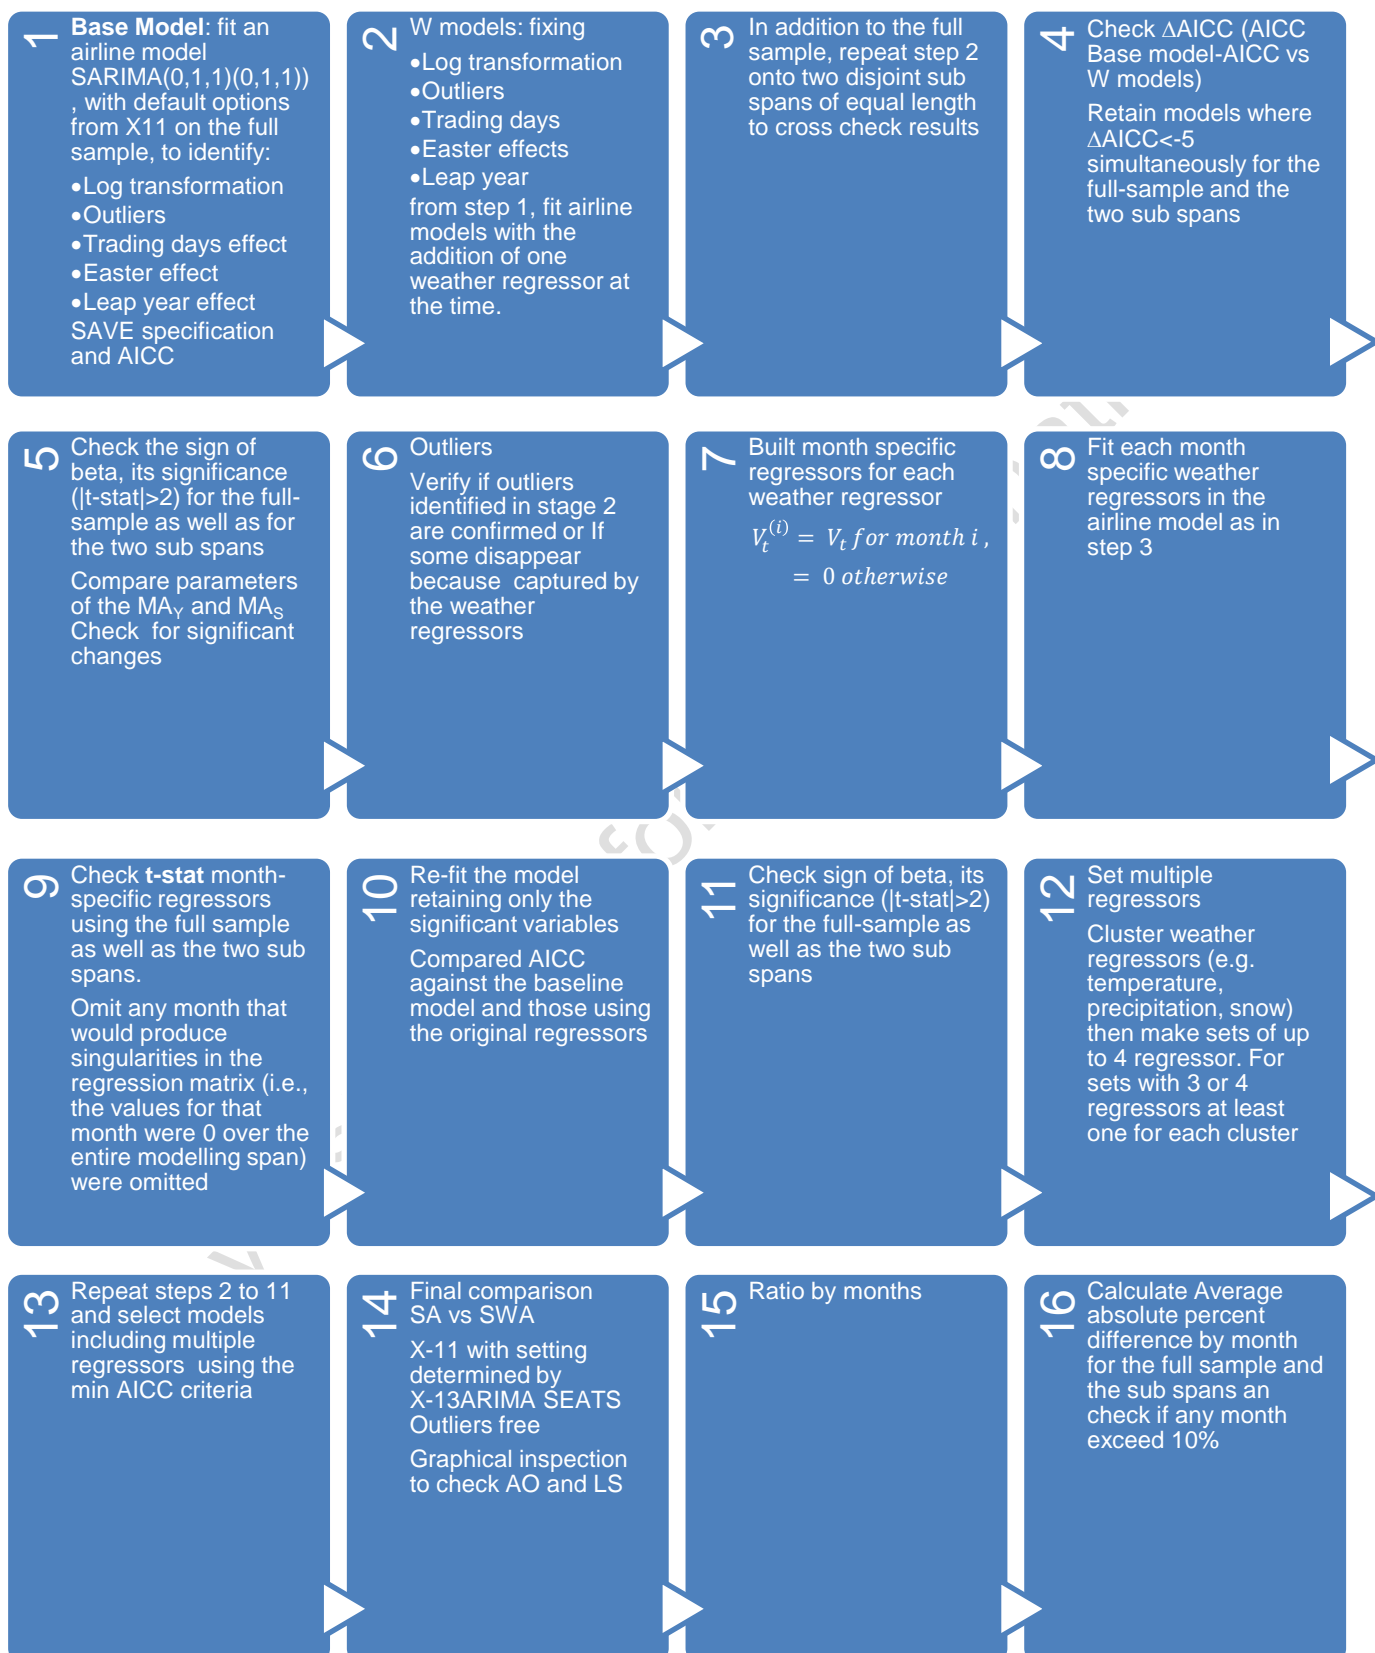 1
Base Model: fit an
airline model
SARIMA(0,1,1)(0,1,1))
, with default options
from X11 on the full
sample, to identify:
•Log transformation
•Outliers
•Trading days effect
•Easter effect
•Leap year effect
SAVE specification
and AICC
2
W models: fixing
•Log transformation
•Outliers
•Trading days
•Easter effects
•Leap year
from step 1, fit airline
models with the
addition of one
weather regressor at
the time.
3
In addition to the full
sample, repeat step 2
onto two disjoint sub
spans of equal length
to cross check results
4
Check ΔAICC (AICC
Base model-AICC vs
W models)
Retain models where
ΔAICC<-5
simultaneously for the
full-sample and the
two sub spans
5
Check the sign of
beta, its significance
(|t-stat|>2) for the full-
sample as well as for
the two sub spans
Compare parameters
of the MAY and MAS
Check for significant
changes
6
Outliers
Verify if outliers
identified in stage 2
are confirmed or If
some disappear
because captured by
the weather
regressors
7
Built month specific
regressors for each
weather regressor
V_t^(i) = V_t for month i ,
= 0 otherwise
8
Fit each month
specific weather
regressors in the
airline model as in
step 3
9
Check t-stat month-
specific regressors
using the full sample
as well as the two sub
spans.
Omit any month that
would produce
singularities in the
regression matrix (i.e.,
the values for that
month were 0 over the
entire modelling span)
were omitted
10
Re-fit the model
retaining only the
significant variables
Compared AICC
against the baseline
model and those using
the original regressors
11
Check sign of beta, its
significance (|t-stat|>2)
for the full-sample as
well as the two sub
spans
12
Set multiple
regressors
Cluster weather
regressors (e.g.
temperature,
precipitation, snow)
then make sets of up
to 4 regressor. For
sets with 3 or 4
regressors at least
one for each cluster
13
Repeat steps 2 to 11
and select models
including multiple
regressors using the
min AICC criteria
14
Final comparison
SA vs SWA
X-11 with setting
determined by
X-13ARIMA SEATS
Outliers free
Graphical inspection
to check AO and LS
15
Ratio by months
16
Calculate Average
absolute percent
difference by month
for the full sample and
the sub spans an
check if any month
exceed 10%